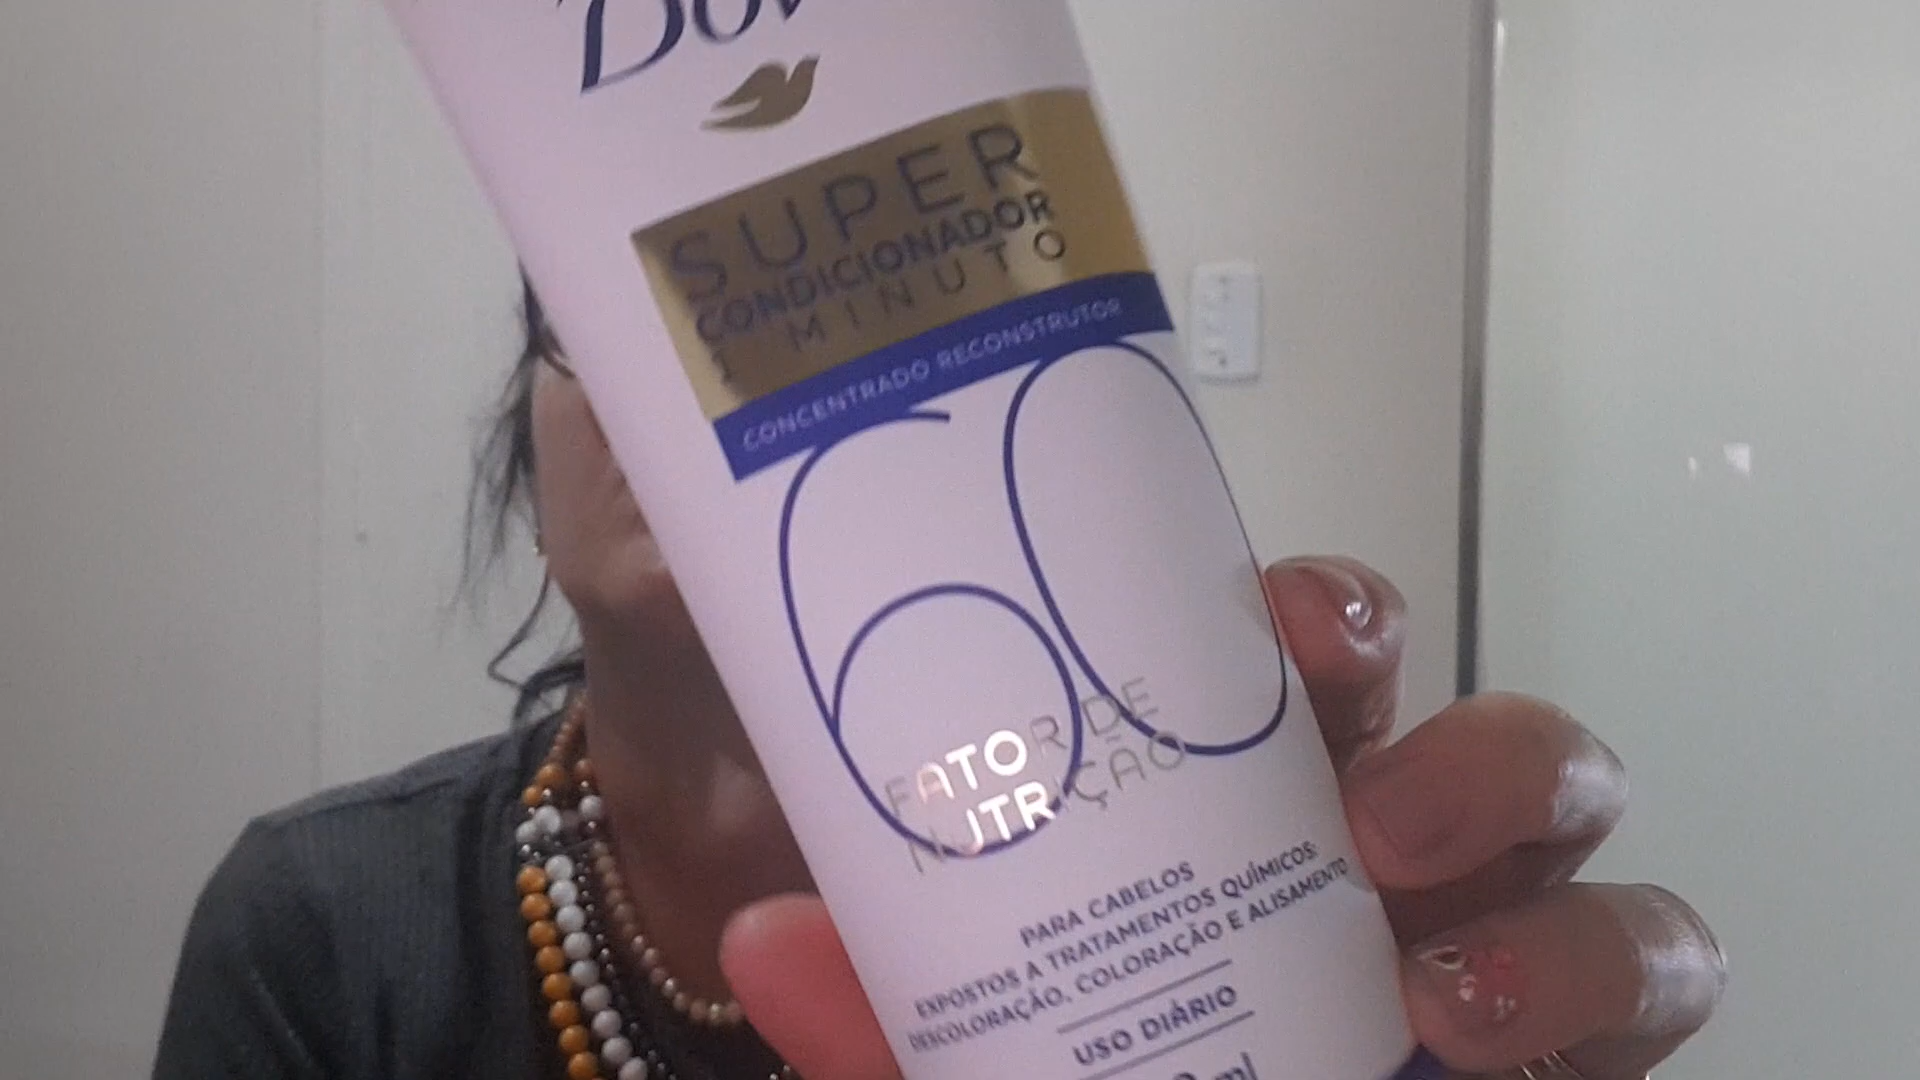 SUPER
CONDICIONADOR
1 MINUTO
CONCENTRADO RECONSTRUTOR
60
FATOR DE
NUTRIÇÃO
PARA CABELOS
EXPOSTOS A TRATAMENTOS QUÍMICOS:
DESCOLORAÇÃO, COLORAÇÃO E ALISAMENTO
USO DIÁRIO
ml